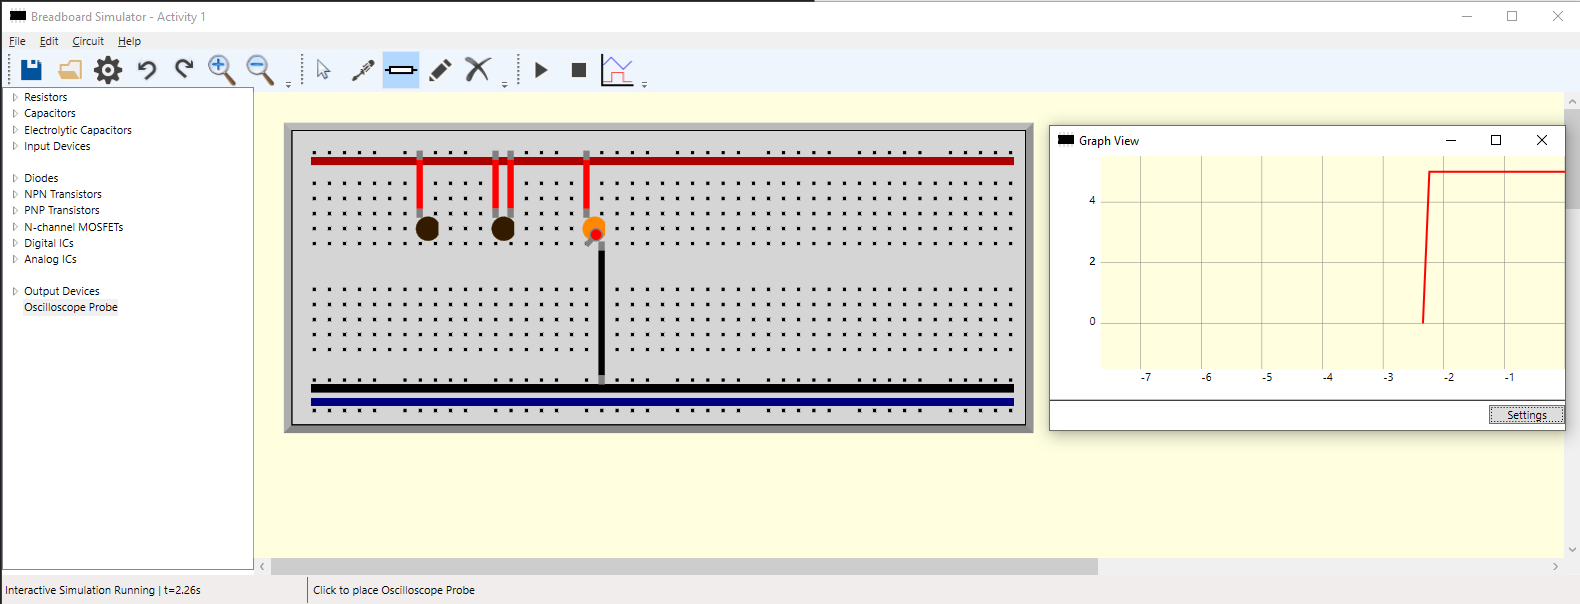 Breadboard Simulator - Activity 1
File Edit Circuit Help
Resistors
Capacitors
Electrolytic Capacitors
Input Devices
Diodes
NPN Transistors
PNP Transistors
N-channel MOSFETs
Digital ICs
Analog ICs
Output Devices
Oscilloscope Probe
Graph View
4
2
0
-7 -6 -5 -4 -3 -2 -1
Settings
Interactive Simulation Running | t=2.26s
Click to place Oscilloscope Probe